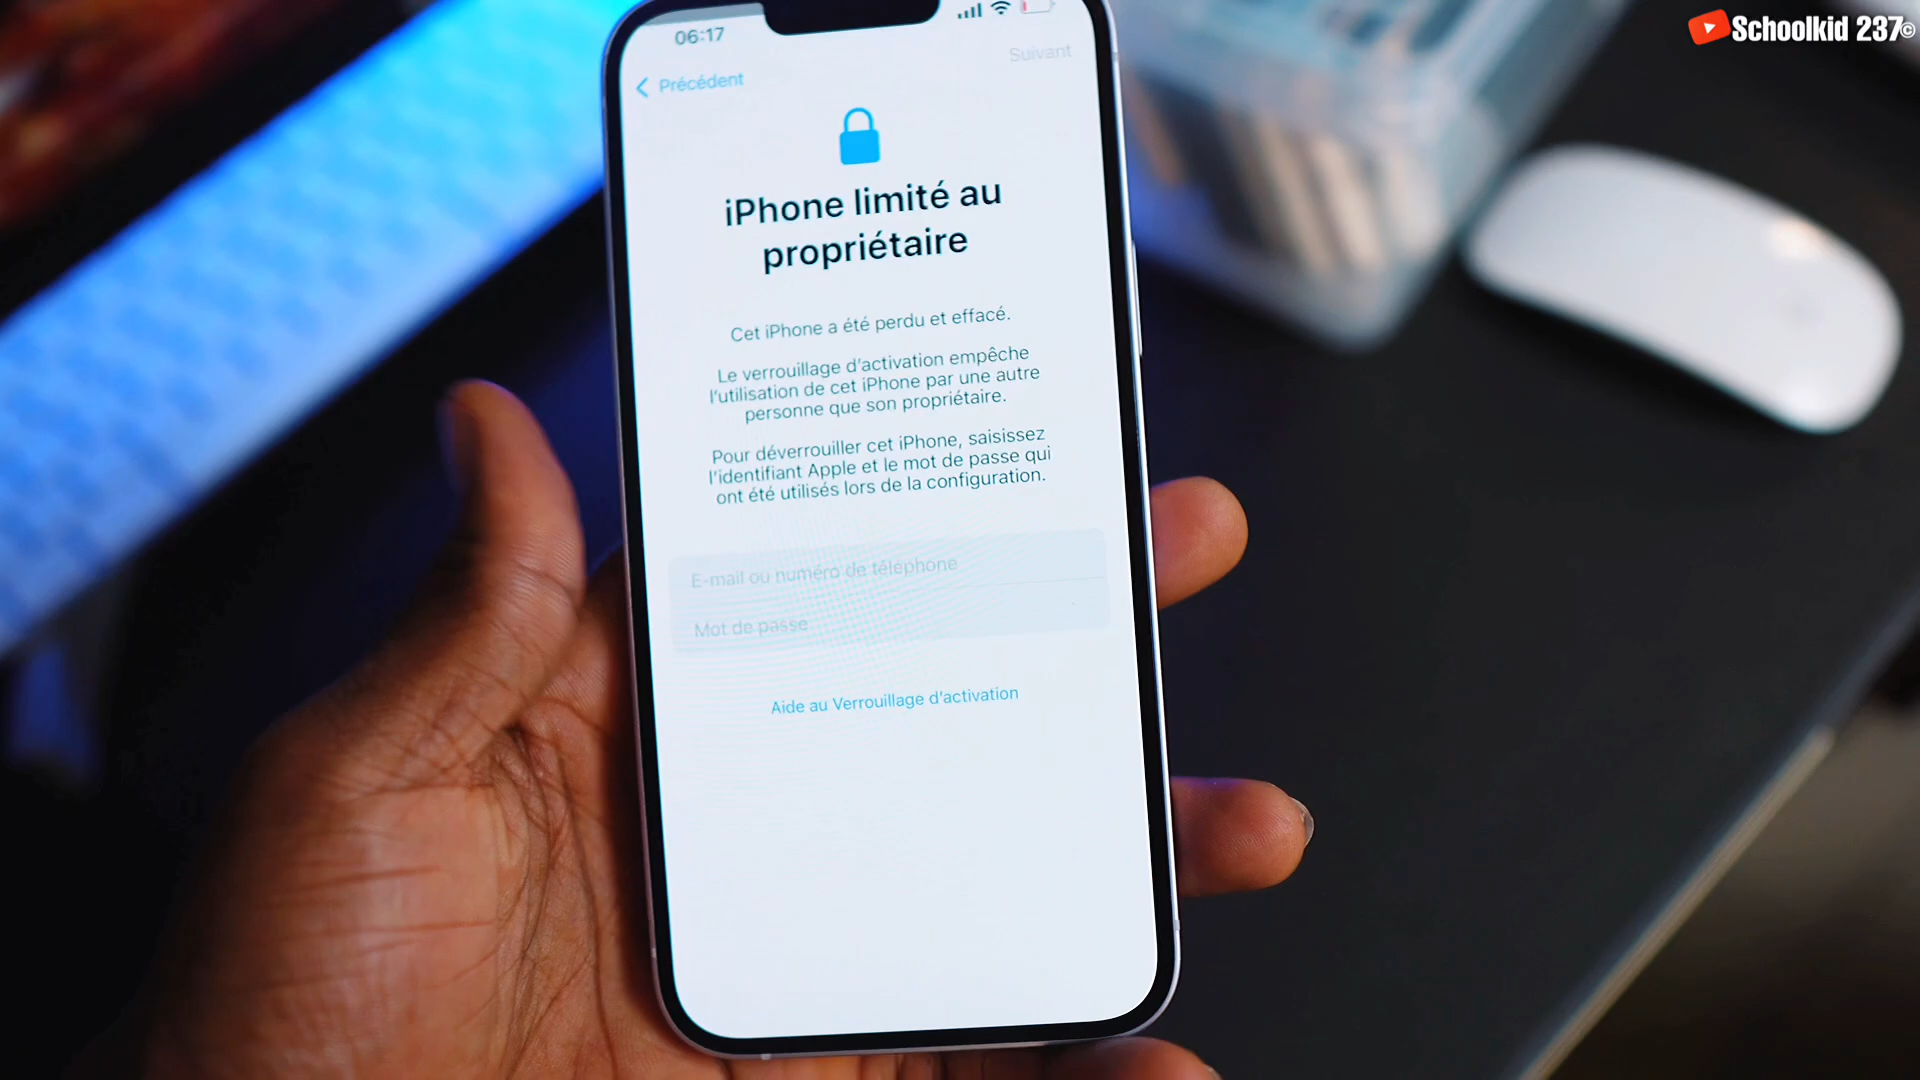 Schoolkid 237©
06:17
Précédent
Suivant
iPhone limité au
propriétaire
Cet iPhone a été perdu et effacé.
Le verrouillage d'activation empêche
l'utilisation de cet iPhone par une autre
personne que son propriétaire.
Pour déverrouiller cet iPhone, saisissez
l'identifiant Apple et le mot de passe qui
ont été utilisés lors de la configuration.
E-mail ou numéro de téléphone
Mot de passe
Aide au Verrouillage d'activation